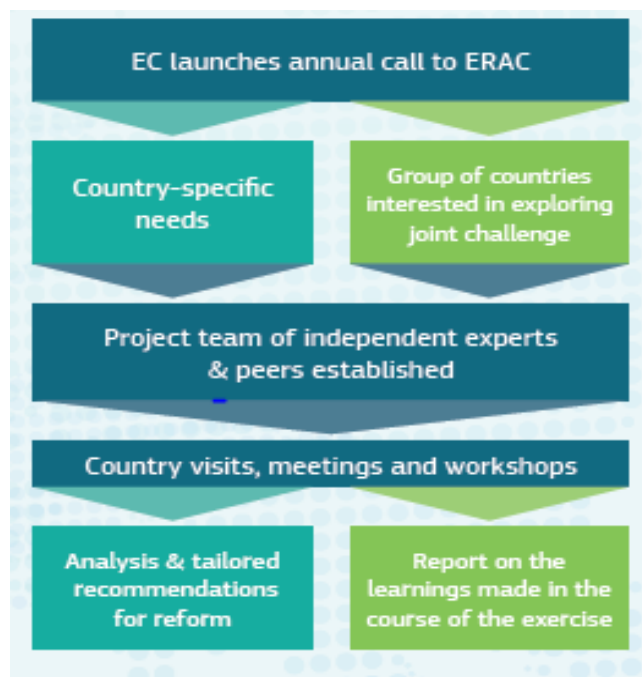 EC launches annual call to ERAC
Country-specific
needs
Group of countries
interested in exploring
joint challenge
Project team of independent experts
& peers established
Country visits, meetings and workshops
Analysis & tailored
recommendations
for reform
Report on the
learnings made in the
course of the exercise